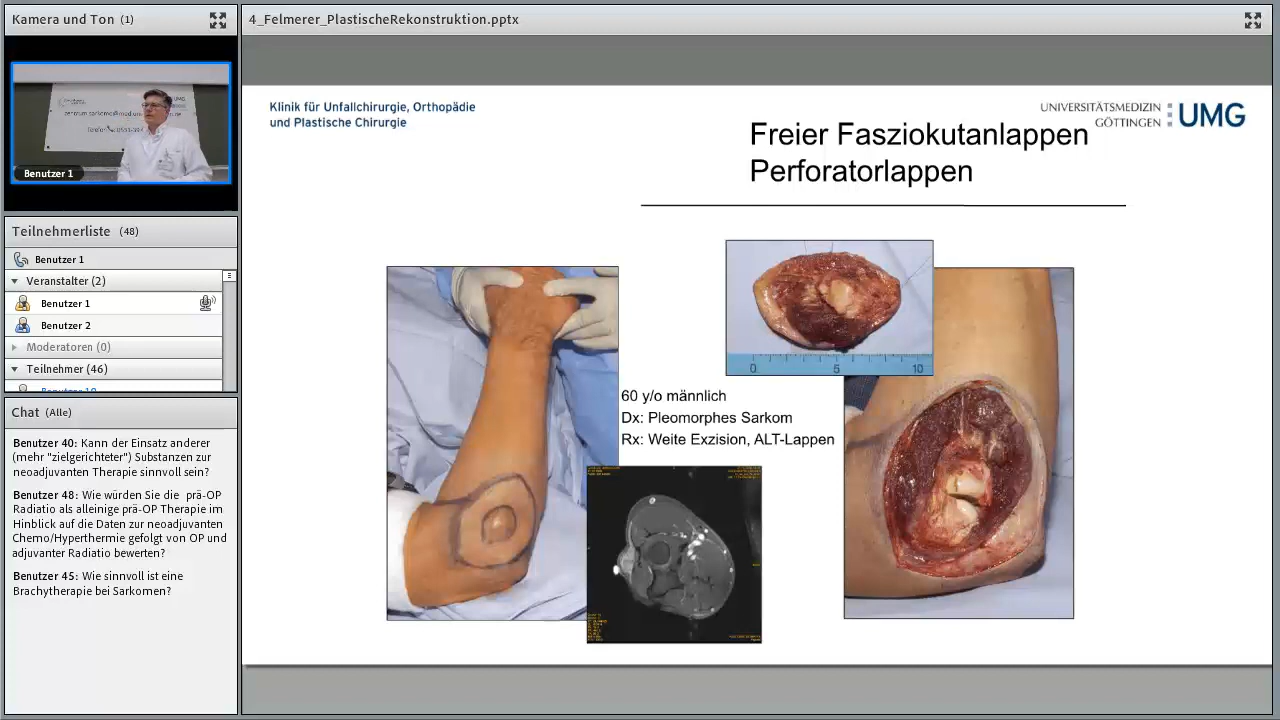 Kamera und Ton (1)
Benutzer 1
Teilnehmerliste (48)
Benutzer 1
Veranstalter (2)
Benutzer 1
Benutzer 2
Moderatoren (0)
Teilnehmer (46)
Chat (Alle)
Benutzer 40: Kann der Einsatz anderer
(mehr "zielgerichteter") Substanzen zur
neoadjuvanten Therapie sinnvoll sein?
Benutzer 48: Wie würden Sie die prä-OP
Radiatio als alleinige prä-OP Therapie im
Hinblick auf die Daten zur neoadjuvanten
Chemo/Hyperthermie gefolgt von OP und
adjuvanter Radiatio bewerten?
Benutzer 45: Wie sinnvoll ist eine
Brachytherapie bei Sarkomen?
4_Felmerer_PlastischeRekonstruktion.pptx
Klinik für Unfallchirurgie, Orthopädie
und Plastische Chirurgie
UNIVERSITÄTSMEDIZIN
GÖTTINGEN
UMG
Freier Fasziokutanlappen
Perforatorlappen
0 5 10
60 y/o männlich
Dx: Pleomorphes Sarkom
Rx: Weite Exzision, ALT-Lappen